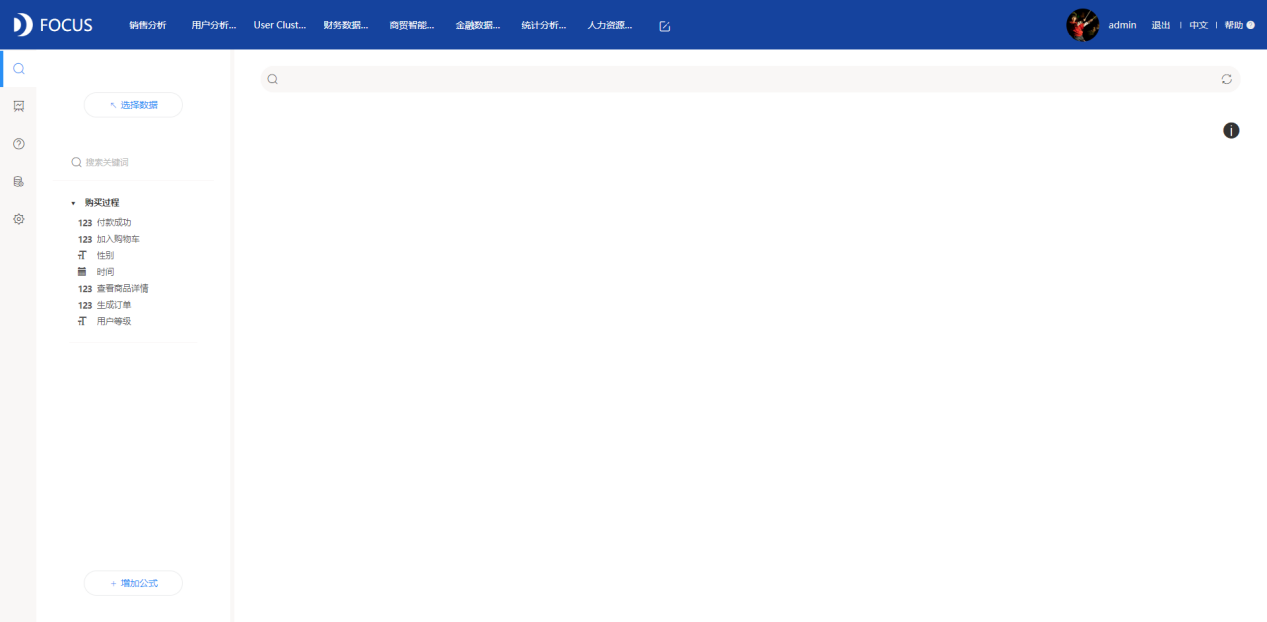 FOCUS 销售分析 用户分析... User Clust... 财务数据... 商贸智能... 金融数据... 统计分析... 人力资源... admin 退出 | 中文 | 帮助 ?
选择数据
搜索关键词
购买过程
123 付款成功
123 加入购物车
T 性别
时间
123 查看商品详情
123 生成订单
T 用户等级
+ 增加公式